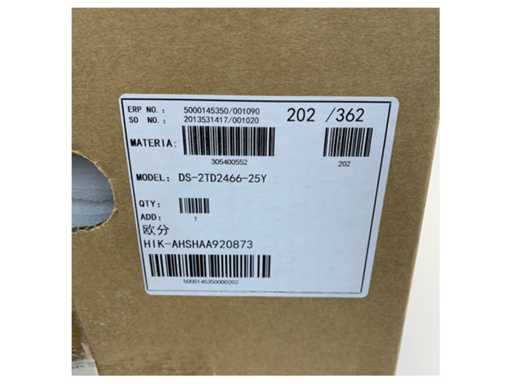 ERP NO.: 5000145350/001090
SO NO.: 2013531417/001020
202 /362
MATERIA:
305400552
202
MODEL: DS-2TD2466-25Y
QTY:
1
ADD:
欧分
HIK-AHSHAA920873
5000145350000202